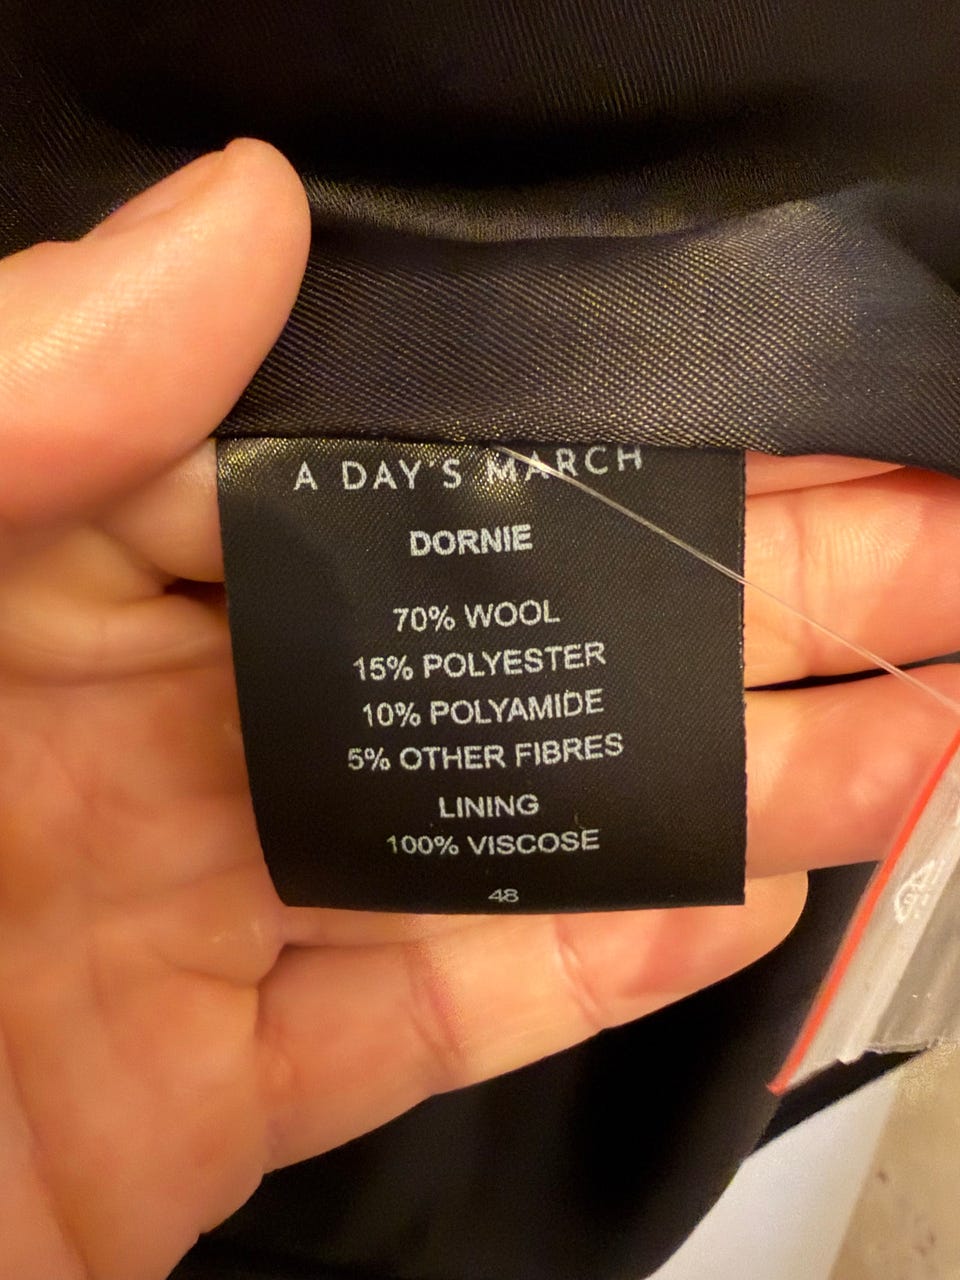 A DAY'S MARCH
DORNIE
70% WOOL
15% POLYESTER
10% POLYAMIDE
5% OTHER FIBRES
LINING
100% VISCOSE
48